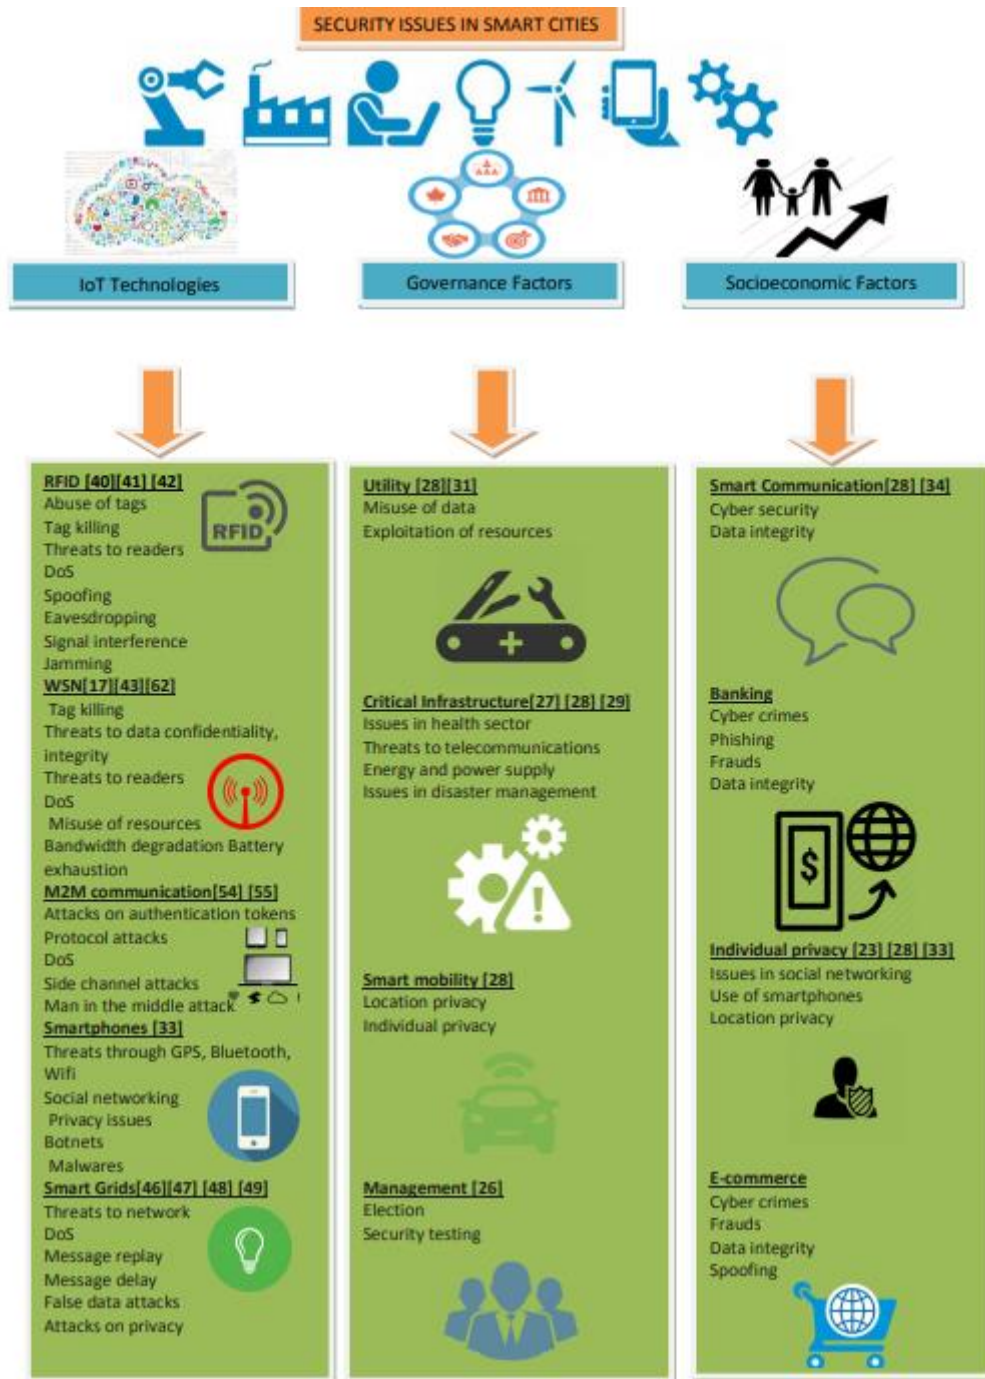 SECURITY ISSUES IN SMART CITIES
IoT Technologies
Governance Factors
Socioeconomic Factors
RFID [40][41] [42]
Abuse of tags
Tag killing
Threats to readers
DoS
Spoofing
Eavesdropping
Signal interference
Jamming
RFID
WSN[17][43][62]
Tag killing
Threats to data confidentiality,
integrity
Threats to readers
DoS
Misuse of resources
Bandwidth degradation Battery
exhaustion
M2M communication[54] [55]
Attacks on authentication tokens
Protocol attacks
DoS
Side channel attacks
Man in the middle attack
Smartphones [33]
Threats through GPS, Bluetooth,
Wifi
Social networking
Privacy issues
Botnets
Malwares
Smart Grids[46][47] [48] [49]
Threats to network
DoS
Message replay
Message delay
False data attacks
Attacks on privacy
Utility [28][31]
Misuse of data
Exploitation of resources
Critical Infrastructure[27] [28] [29]
Issues in health sector
Threats to telecommunications
Energy and power supply
Issues in disaster management
Smart mobility [28]
Location privacy
Individual privacy
Management [26]
Election
Security testing
Smart Communication[28] [34]
Cyber security
Data integrity
Banking
Cyber crimes
Phishing
Frauds
Data integrity
$
Individual privacy [23] [28] [33]
Issues in social networking
Use of smartphones
Location privacy
E-commerce
Cyber crimes
Frauds
Data integrity
Spoofing